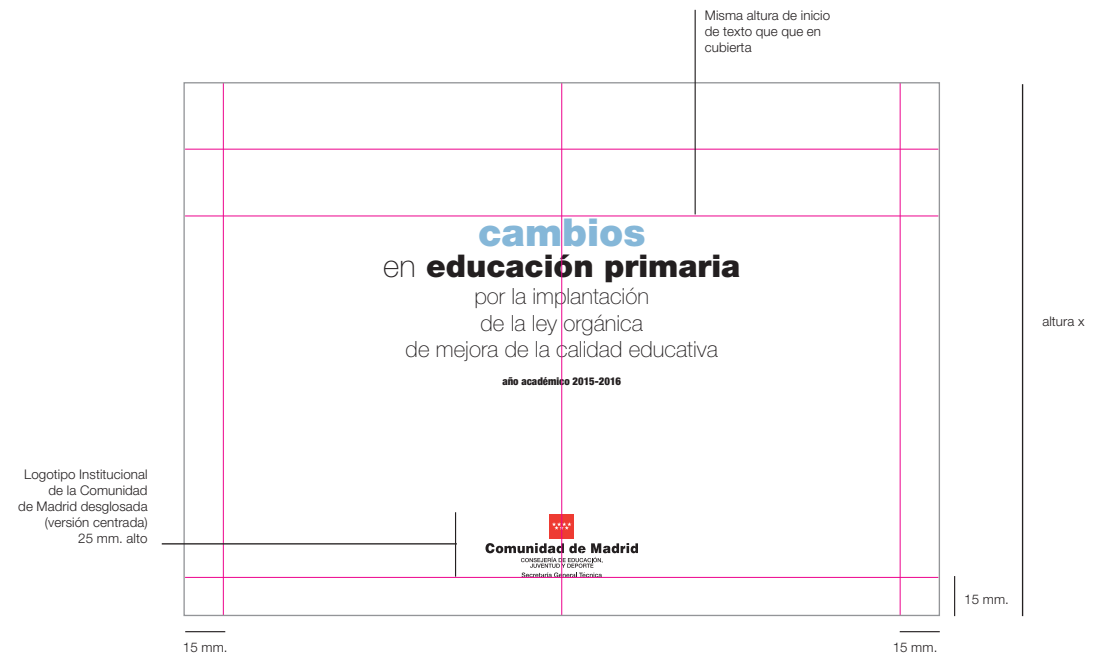 Misma altura de inicio
de texto que que en
cubierta
cambios
en educación primaria
por la implantación
de la ley orgánica
de mejora de la calidad educativa
año académico 2015-2016
altura x
Logotipo Institucional
de la Comunidad
de Madrid desglosada
(versión centrada)
25 mm. alto
Comunidad de Madrid
CONSEJERÍA DE EDUCACIÓN,
JUVENTUD Y DEPORTE
Secretaría General Técnica
15 mm.
15 mm.
15 mm.